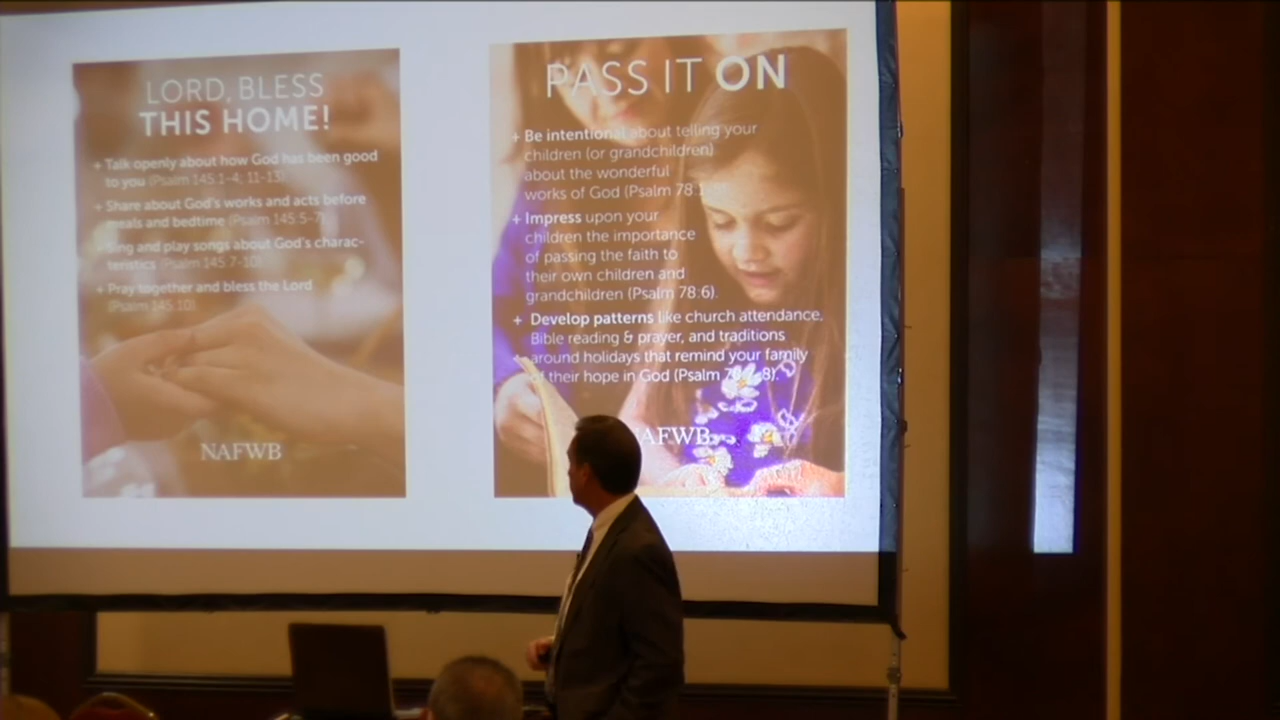 LORD, BLESS
THIS HOME!
+ Talk openly about how God has been good
to you (Psalm 145:1-4; 11-13)
+ Share about God's works and acts before
meals and bedtime (Psalm 145:5-7)
+ Sing and play songs about God's charac-
teristics (Psalm 145:7-10)
+ Pray together and bless the Lord
(Psalm 145:10)
NAFWB
PASS IT ON
+ Be intentional about telling your
children (or grandchildren)
about the wonderful
works of God (Psalm 78:1
+ Impress upon your
children the importance
of passing the faith to
their own children and
grandchildren (Psalm 78:6).
+ Develop patterns like church attendance,
Bible reading & prayer, and traditions
+ around holidays that remind your family
of their hope in God (Psalm
NAFWB